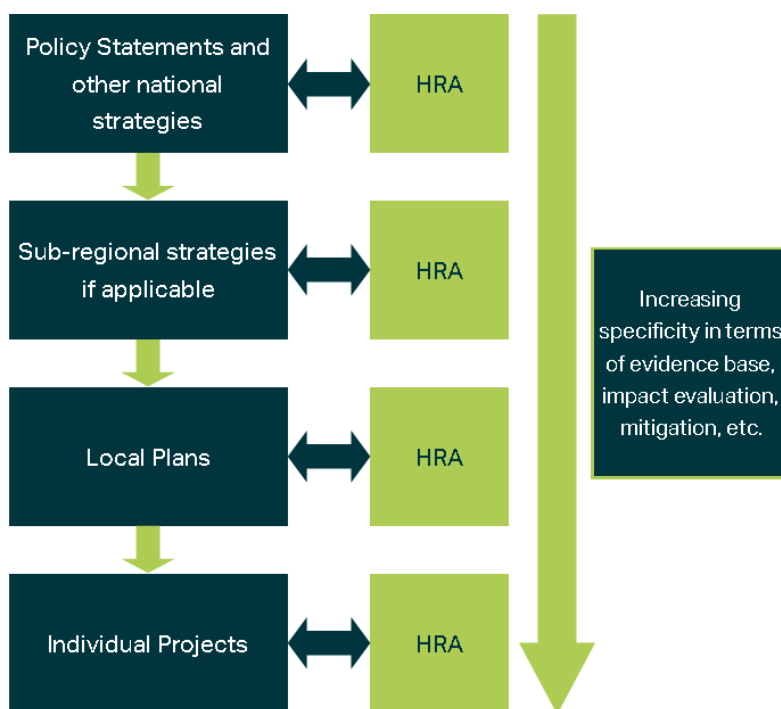 Policy Statements and
other national
strategies
HRA
Sub-regional strategies
if applicable
HRA
Increasing
specificity in terms
of evidence base,
impact evaluation,
mitigation, etc.
Local Plans
HRA
Individual Projects
HRA